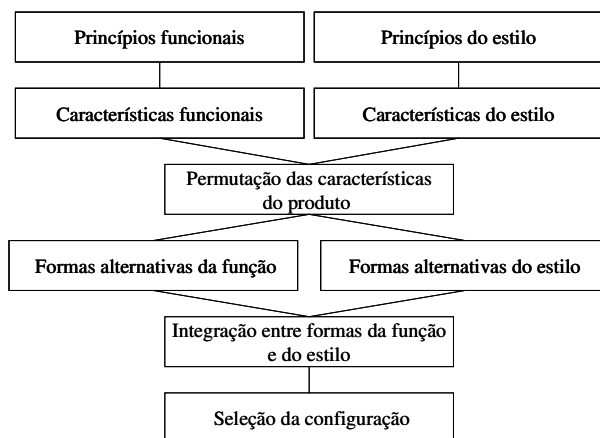 Princípios funcionais
Princípios do estilo
Características funcionais
Características do estilo
Permutação das características
do produto
Formas alternativas da função
Formas alternativas do estilo
Integração entre formas da função
e do estilo
Seleção da configuração